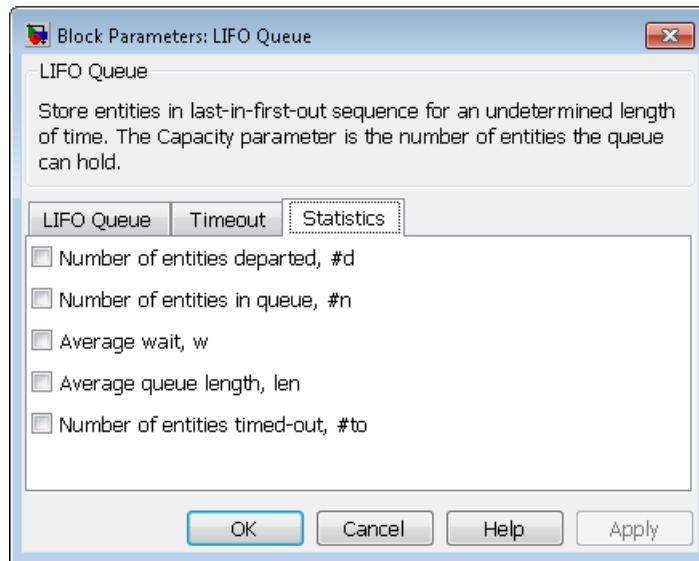 Block Parameters: LIFO Queue
LIFO Queue
Store entities in last-in-first-out sequence for an undetermined length
of time. The Capacity parameter is the number of entities the queue
can hold.
LIFO Queue Timeout Statistics
Number of entities departed, #d
Number of entities in queue, #n
Average wait, w
Average queue length, len
Number of entities timed-out, #to
OK Cancel Help Apply